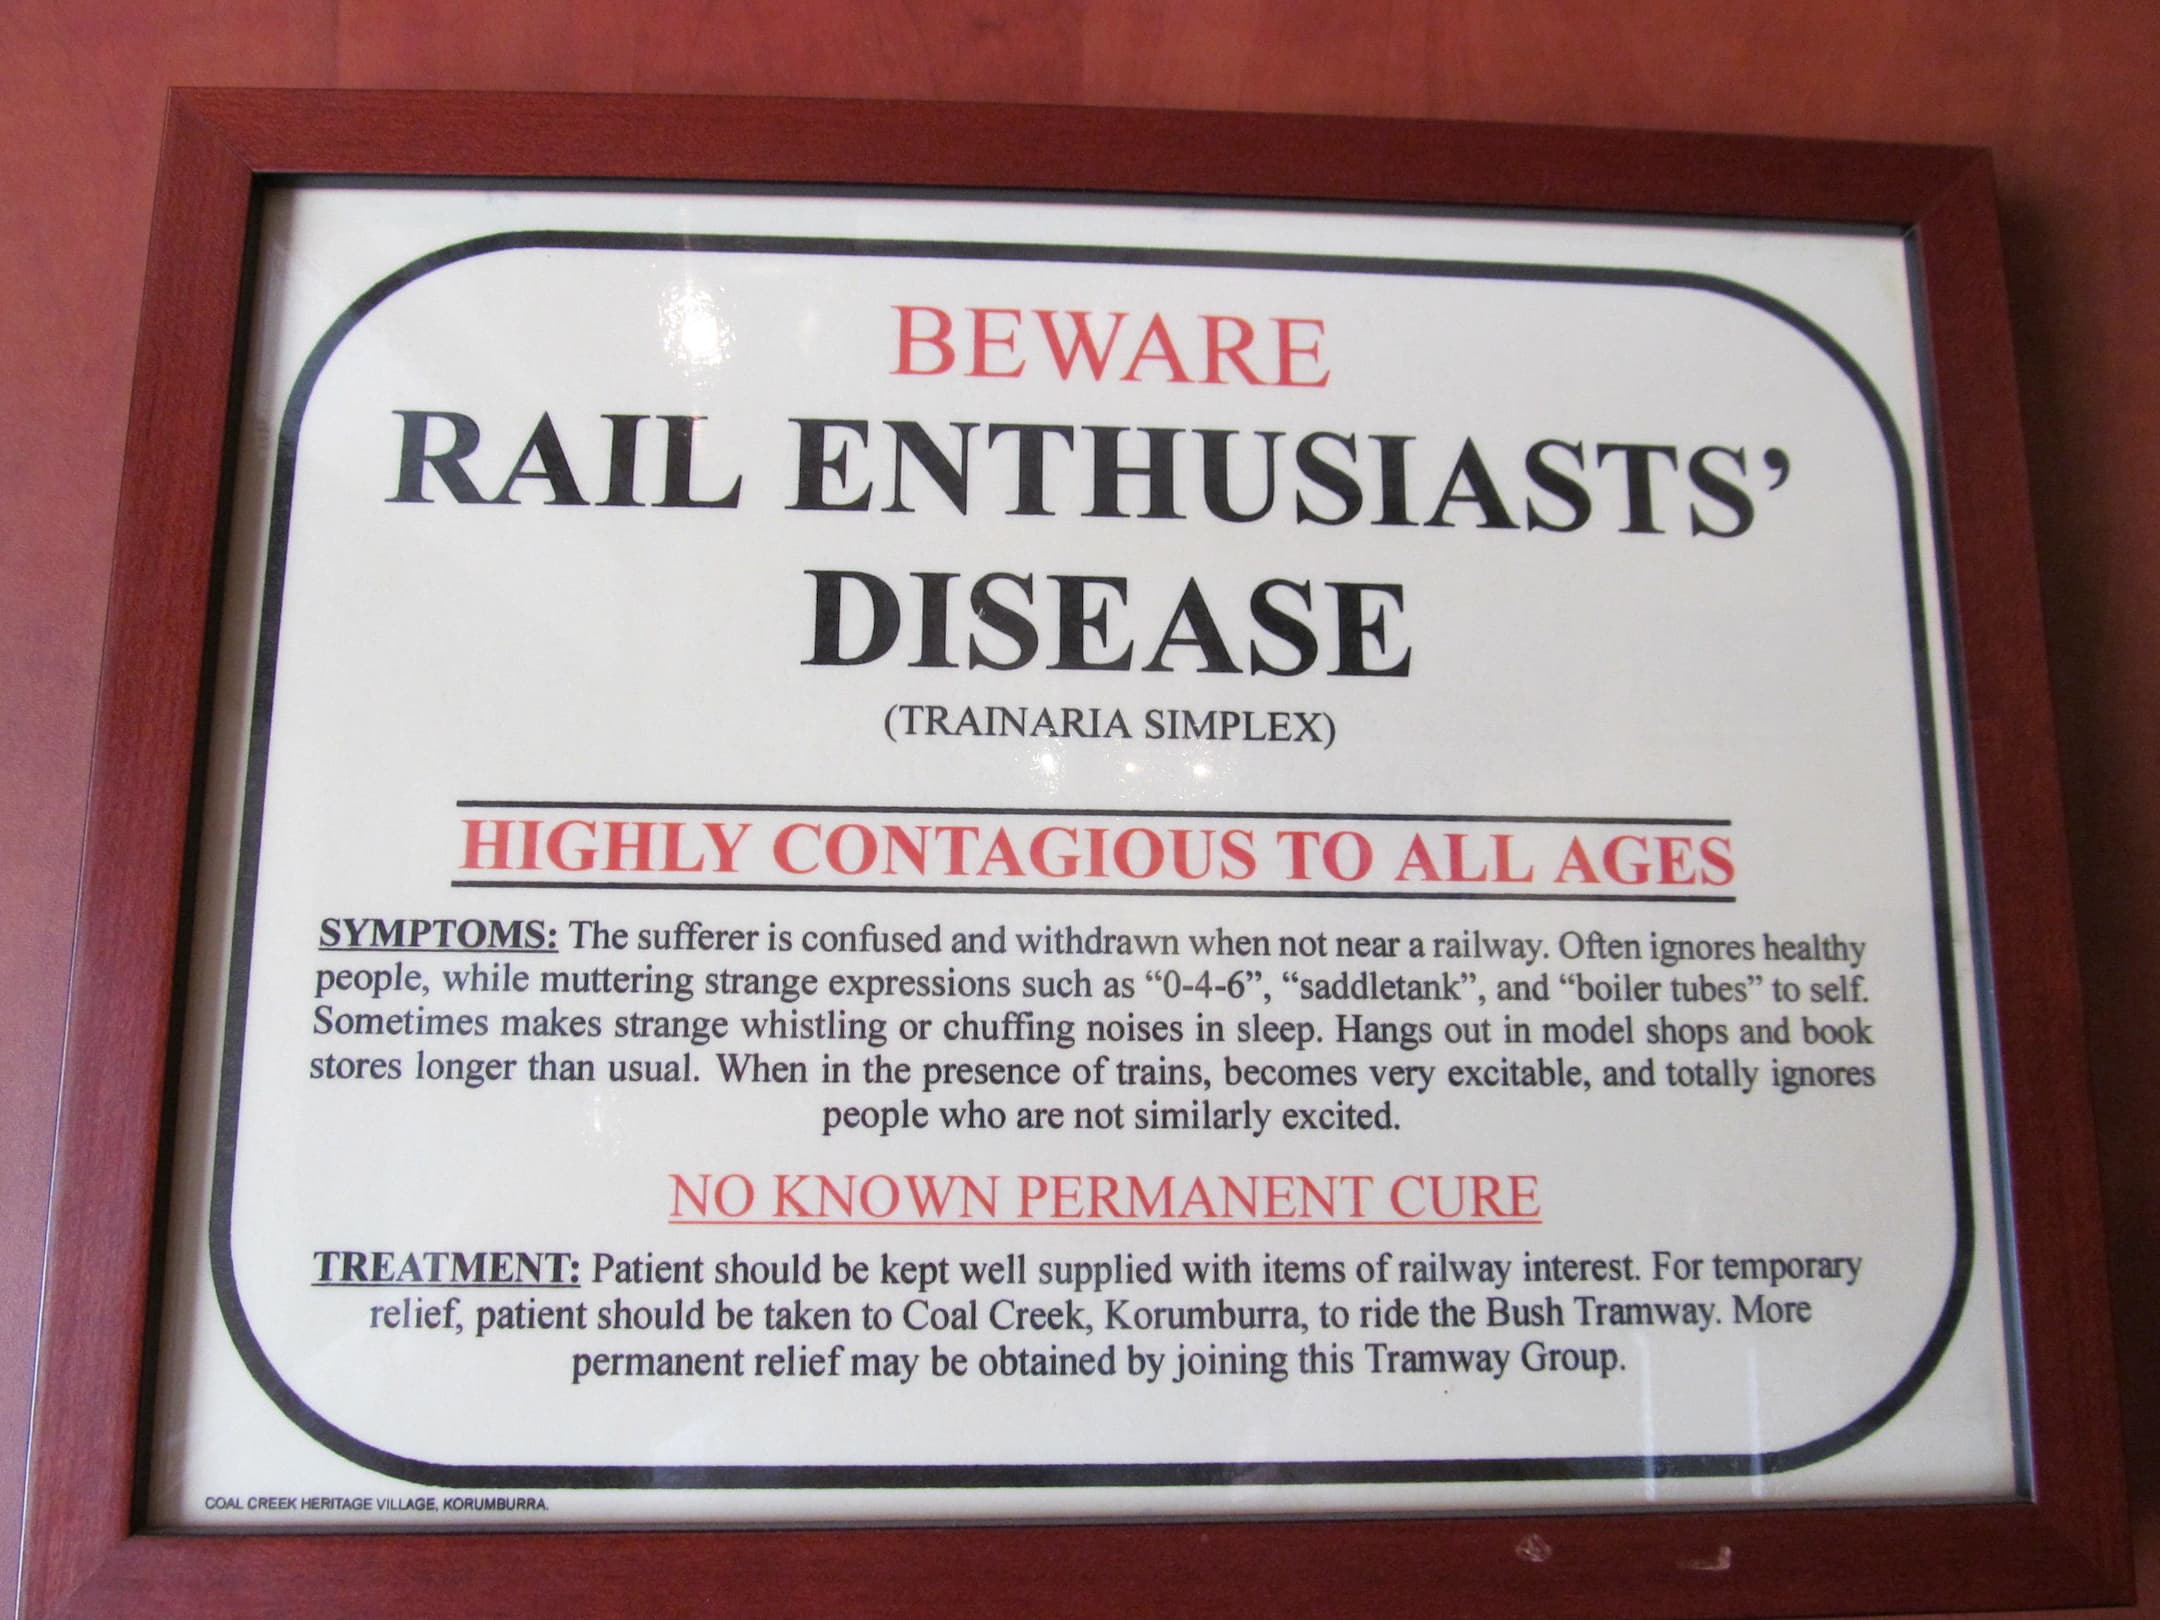 BEWARE
RAIL ENTHUSIASTS’
DISEASE
(TRAINARIA SIMPLEX)
HIGHLY CONTAGIOUS TO ALL AGES
SYMPTOMS: The sufferer is confused and withdrawn when not near a railway. Often ignores healthy
people, while muttering strange expressions such as “0-4-6”, “saddletank”, and “boiler tubes” to self.
Sometimes makes strange whistling or chuffing noises in sleep. Hangs out in model shops and book
stores longer than usual. When in the presence of trains, becomes very excitable, and totally ignores
people who are not similarly excited.
NO KNOWN PERMANENT CURE
TREATMENT: Patient should be kept well supplied with items of railway interest. For temporary
relief, patient should be taken to Coal Creek, Korumburra, to ride the Bush Tramway. More
permanent relief may be obtained by joining this Tramway Group.
COAL CREEK HERITAGE VILLAGE, KORUMBURRA.